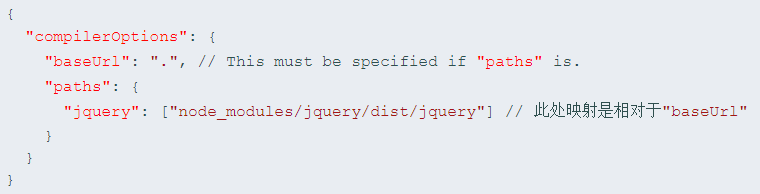 {
  "compilerOptions": {
    "baseUrl": ".", // This must be specified if "paths" is.
    "paths": {
      "jquery": ["node_modules/jquery/dist/jquery"] // 此处映射是相对于"baseUrl"
    }
  }
}